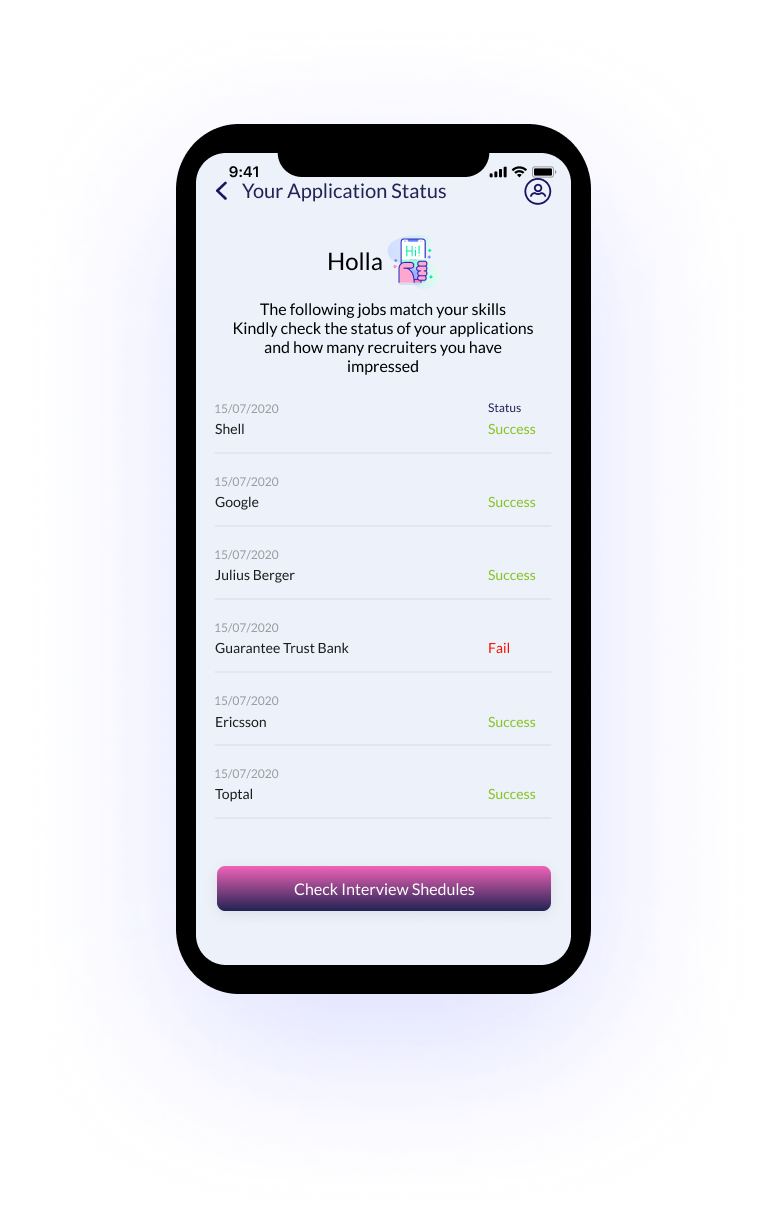 9:41
Your Application Status
Holla
Hi!
The following jobs match your skills
Kindly check the status of your applications
and how many recruiters you have
impressed
15/07/2020 Status
Shell Success
15/07/2020
Google Success
15/07/2020
Julius Berger Success
15/07/2020
Guarantee Trust Bank Fail
15/07/2020
Ericsson Success
15/07/2020
Toptal Success
Check Interview Shedules